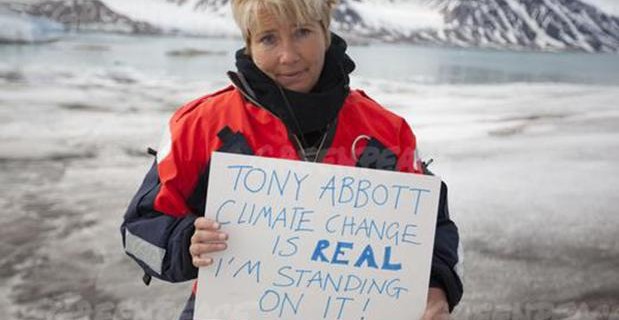 TONY ABBOTT
CLIMATE CHANGE
IS REAL
I'M STANDING
ON IT!